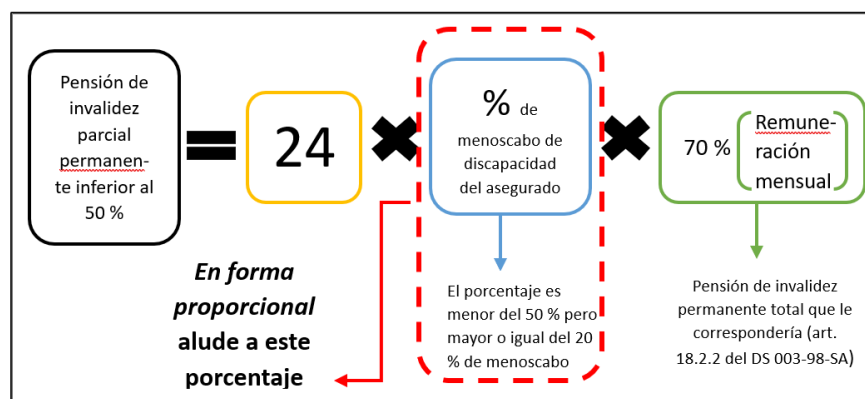 Pensión de
invalidez
parcial
permanen-
te inferior al
50 %
=
24
✖
% de
menoscabo de
discapacidad
del asegurado
✖
70 %
Remune-
ración
mensual
En forma
proporcional
alude a este
porcentaje
El porcentaje es
menor del 50 % pero
mayor o igual del 20
% de menoscabo
Pensión de invalidez
permanente total que le
correspondería (art.
18.2.2 del DS 003-98-SA)